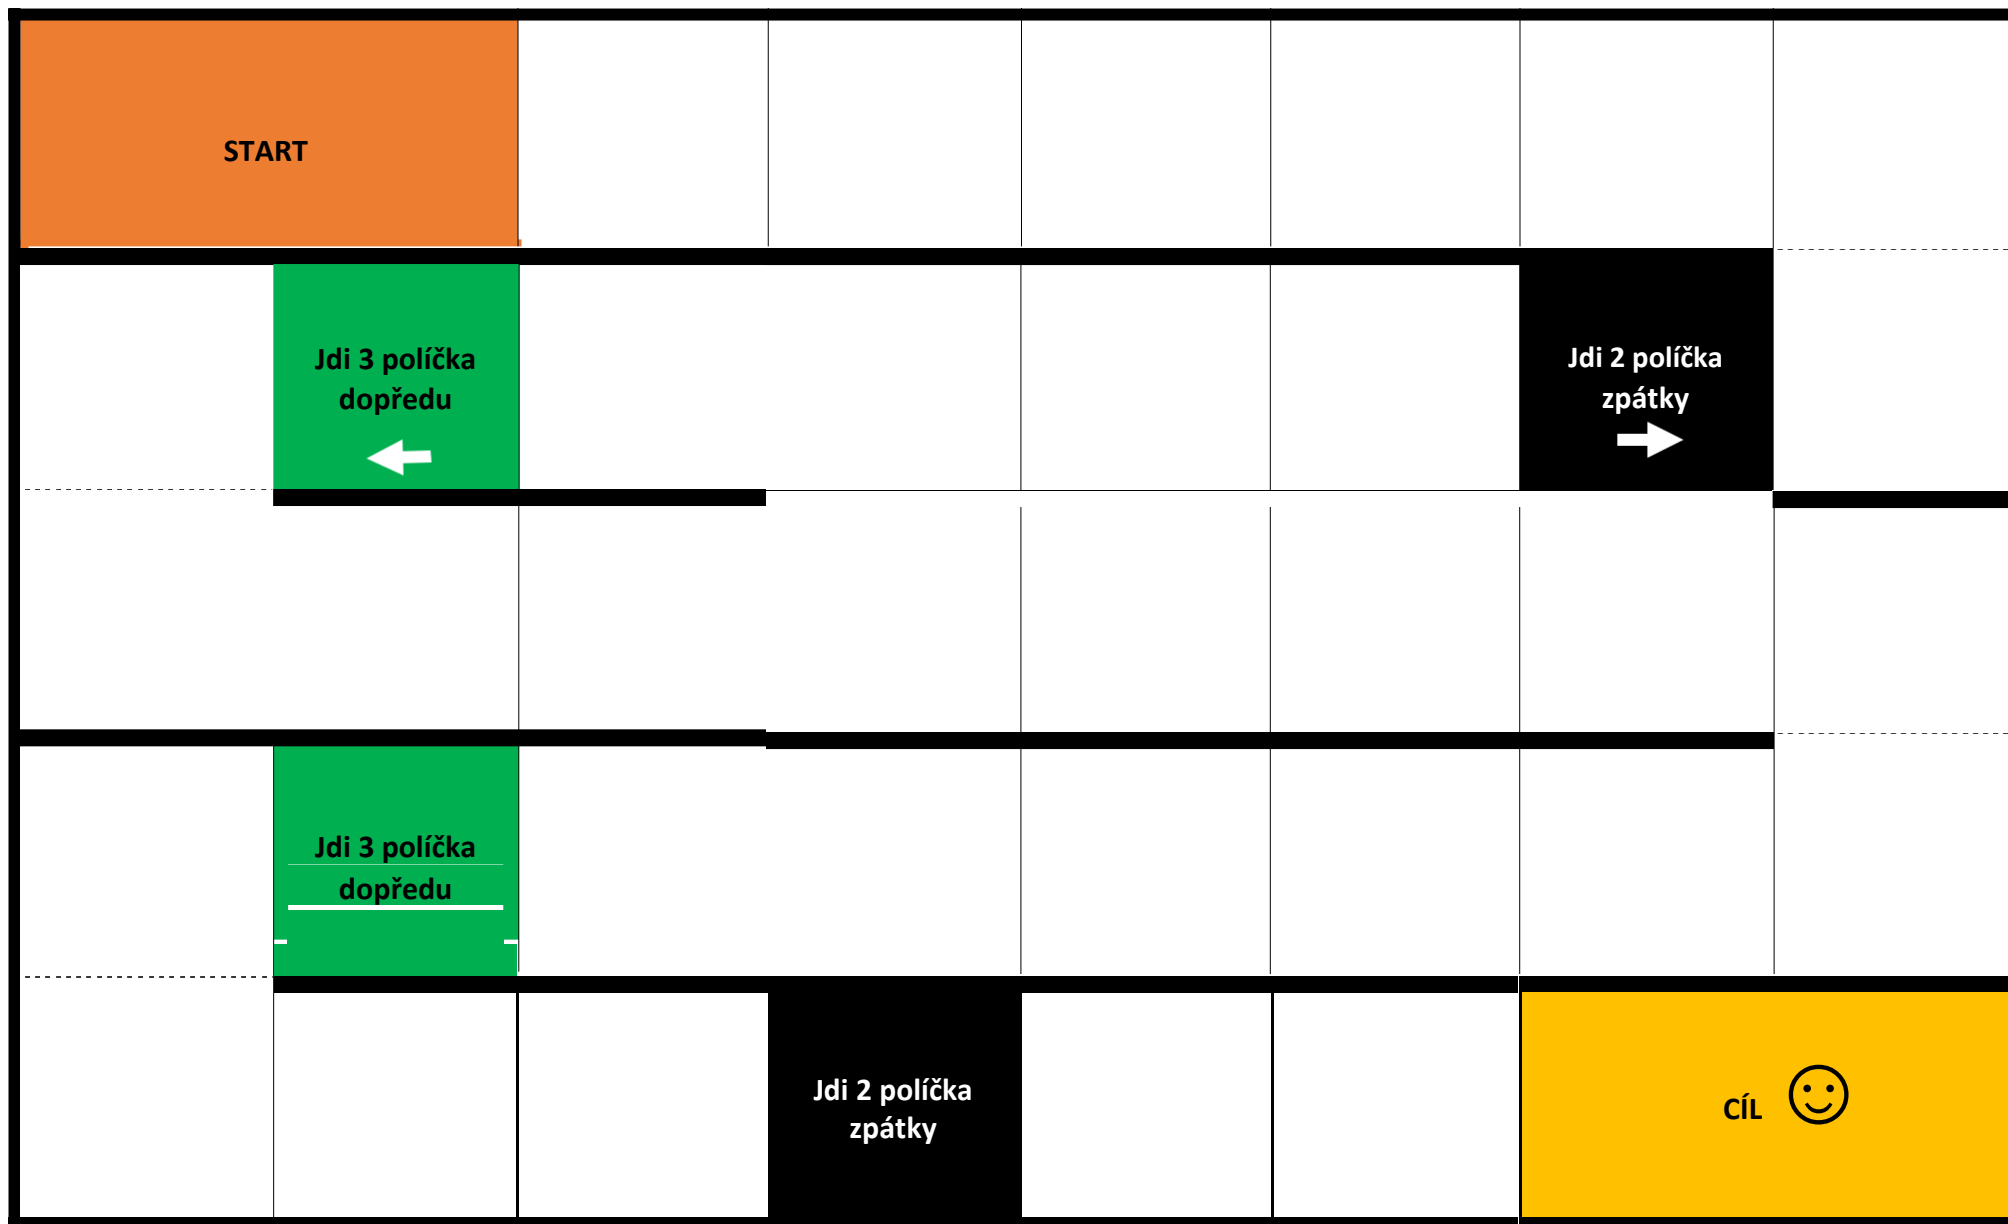 START
Jdi 3 políčka
dopředu
Jdi 2 políčka
zpátky
Jdi 3 políčka
dopředu
Jdi 2 políčka
zpátky
CÍL